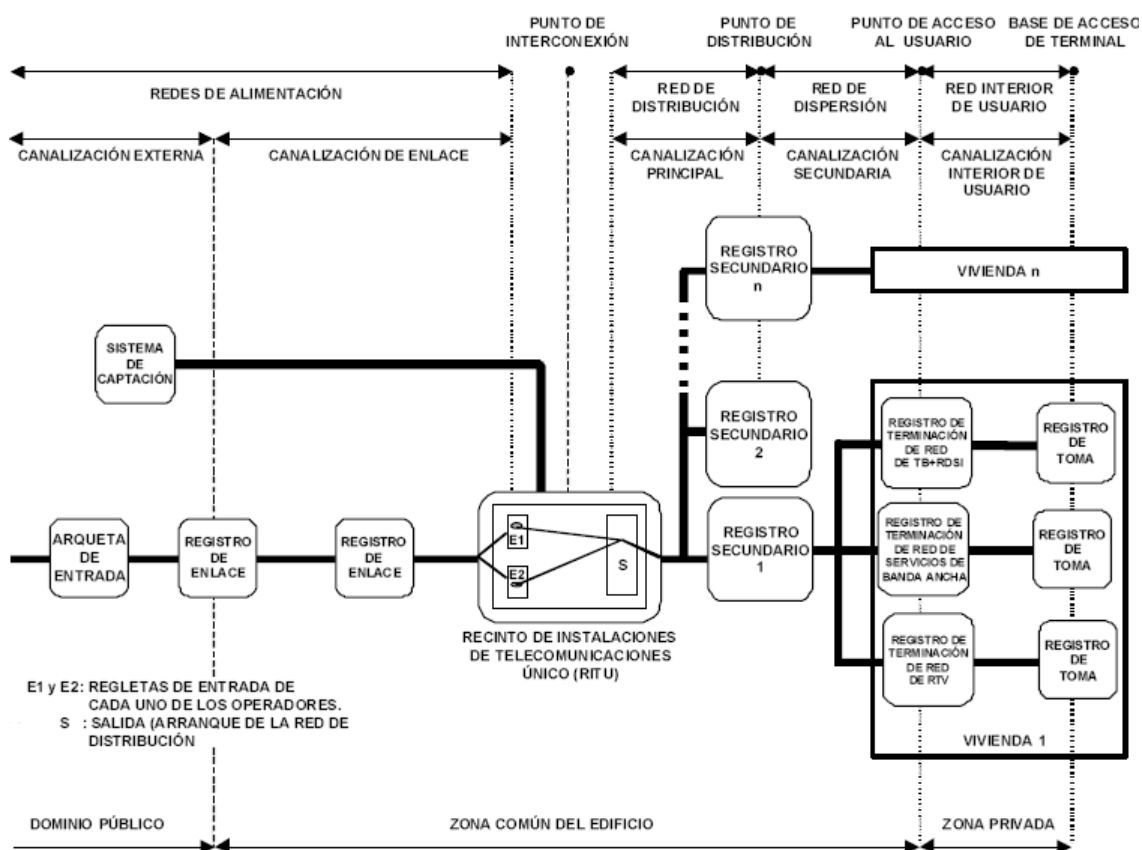 PUNTO DE
INTERCONEXIÓN
PUNTO DE
DISTRIBUCIÓN
PUNTO DE ACCESO
AL USUARIO
BASE DE ACCESO
DE TERMINAL
REDES DE ALIMENTACIÓN
RED DE
DISTRIBUCIÓN
RED DE
DISPERSIÓN
RED INTERIOR
DE USUARIO
CANALIZACIÓN EXTERNA
CANALIZACIÓN DE ENLACE
CANALIZACIÓN
PRINCIPAL
CANALIZACIÓN
SECUNDARIA
CANALIZACIÓN
INTERIOR DE
USUARIO
REGISTRO
SECUNDARIO
n
VIVIENDA n
SISTEMA
DE
CAPTACIÓN
REGISTRO
SECUNDARIO
2
REGISTRO DE
TERMINACIÓN
DE RED
DE TB+RDSI
REGISTRO
DE
TOMA
ARQUETA
DE
ENTRADA
REGISTRO
DE
ENLACE
REGISTRO
DE
ENLACE
E1
E2
S
REGISTRO
SECUNDARIO
1
REGISTRO DE
TERMINACIÓN
DE RED DE
SERVICIOS DE
BANDA ANCHA
REGISTRO
DE
TOMA
RECINTO DE INSTALACIONES
DE TELECOMUNICACIONES
ÚNICO (RITU)
REGISTRO DE
TERMINACIÓN
DE RED
DE RTV
REGISTRO
DE
TOMA
VIVIENDA 1
E1 y E2: REGLETAS DE ENTRADA DE
CADA UNO DE LOS OPERADORES.
S : SALIDA (ARRANQUE DE LA RED DE
DISTRIBUCIÓN
DOMINIO PÚBLICO
ZONA COMÚN DEL EDIFICIO
ZONA PRIVADA